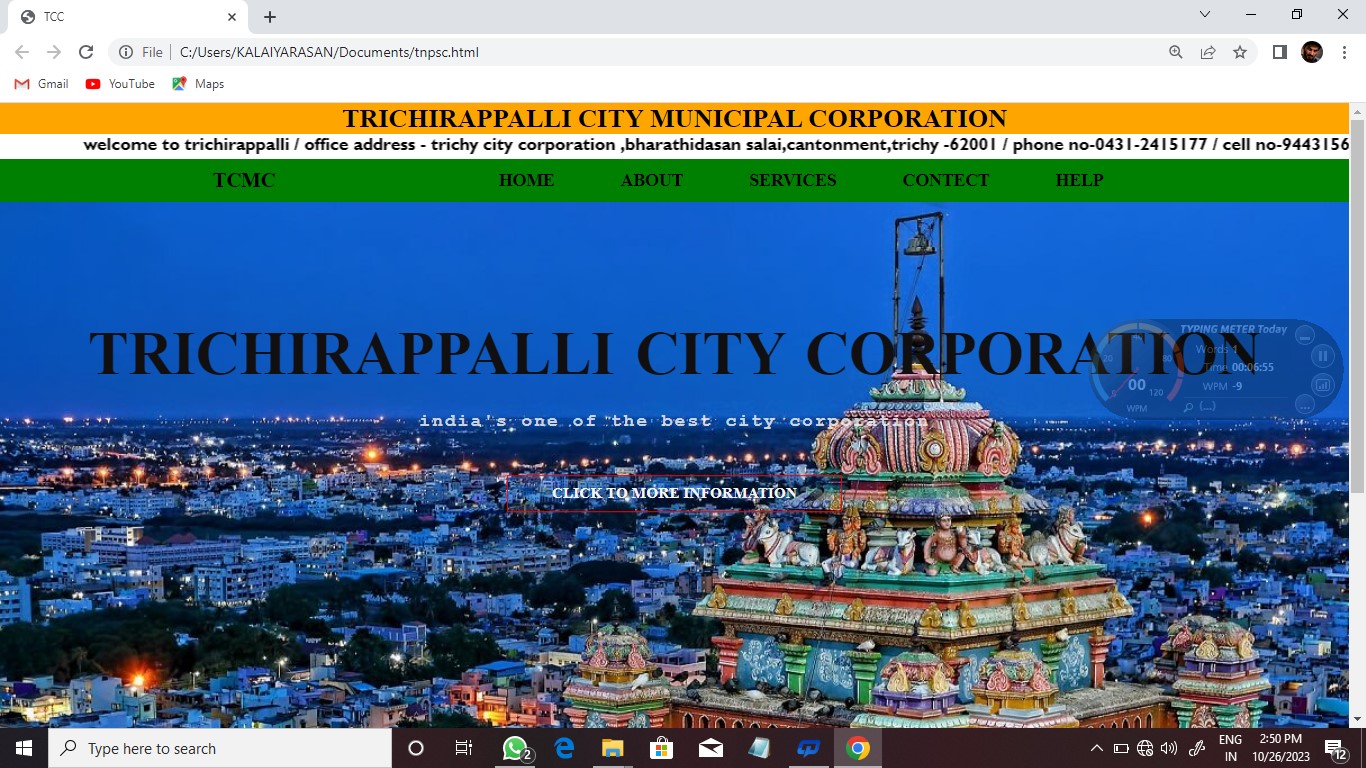 TCC
File
C:/Users/KALAIYARASAN/Documents/tnpsc.html
Gmail
YouTube
Maps
TRICHIRAPPALLI CITY MUNICIPAL CORPORATION
welcome to trichirappalli / office address - trichy city corporation ,bharathidasan salai,cantonment,trichy -62001 / phone no-0431-2415177 / cell no-9443156
TCMC HOME ABOUT SERVICES CONTECT HELP
TRICHIRAPPALLI CITY CORPORATION
TYPING METER Today
Words 1
Time 00:06:55
WPM -9
20 80
00
0 120
WPM
(...)
india's one of the best city corporation
CLICK TO MORE INFORMATION
Type here to search
2
ENG
IN
2:50 PM
10/26/2023
12